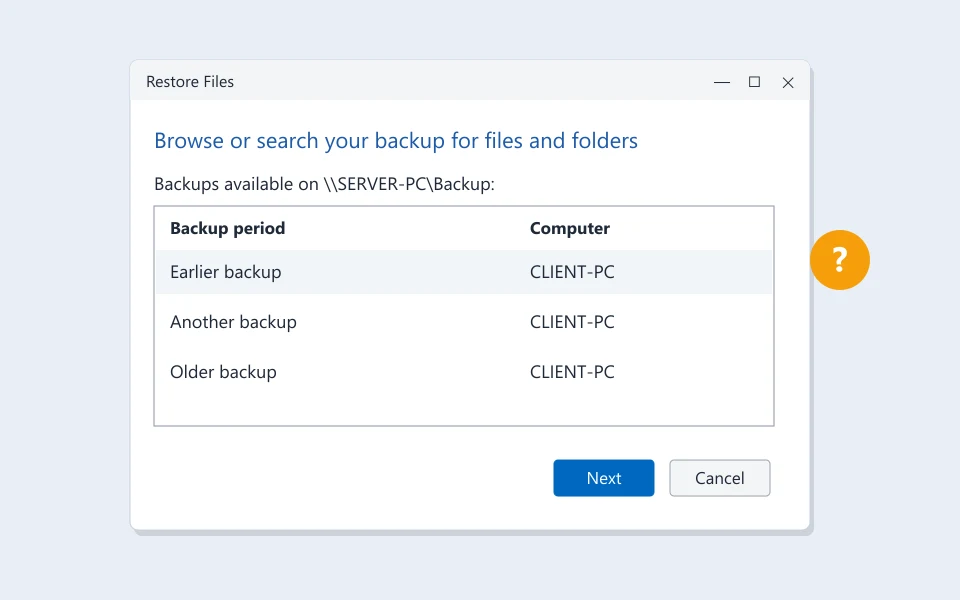 Restore Files
Browse or search your backup for files and folders
Backups available on \\SERVER-PC\Backup:
Backup period Computer
Earlier backup CLIENT-PC
Another backup CLIENT-PC
Older backup CLIENT-PC
?
Next Cancel